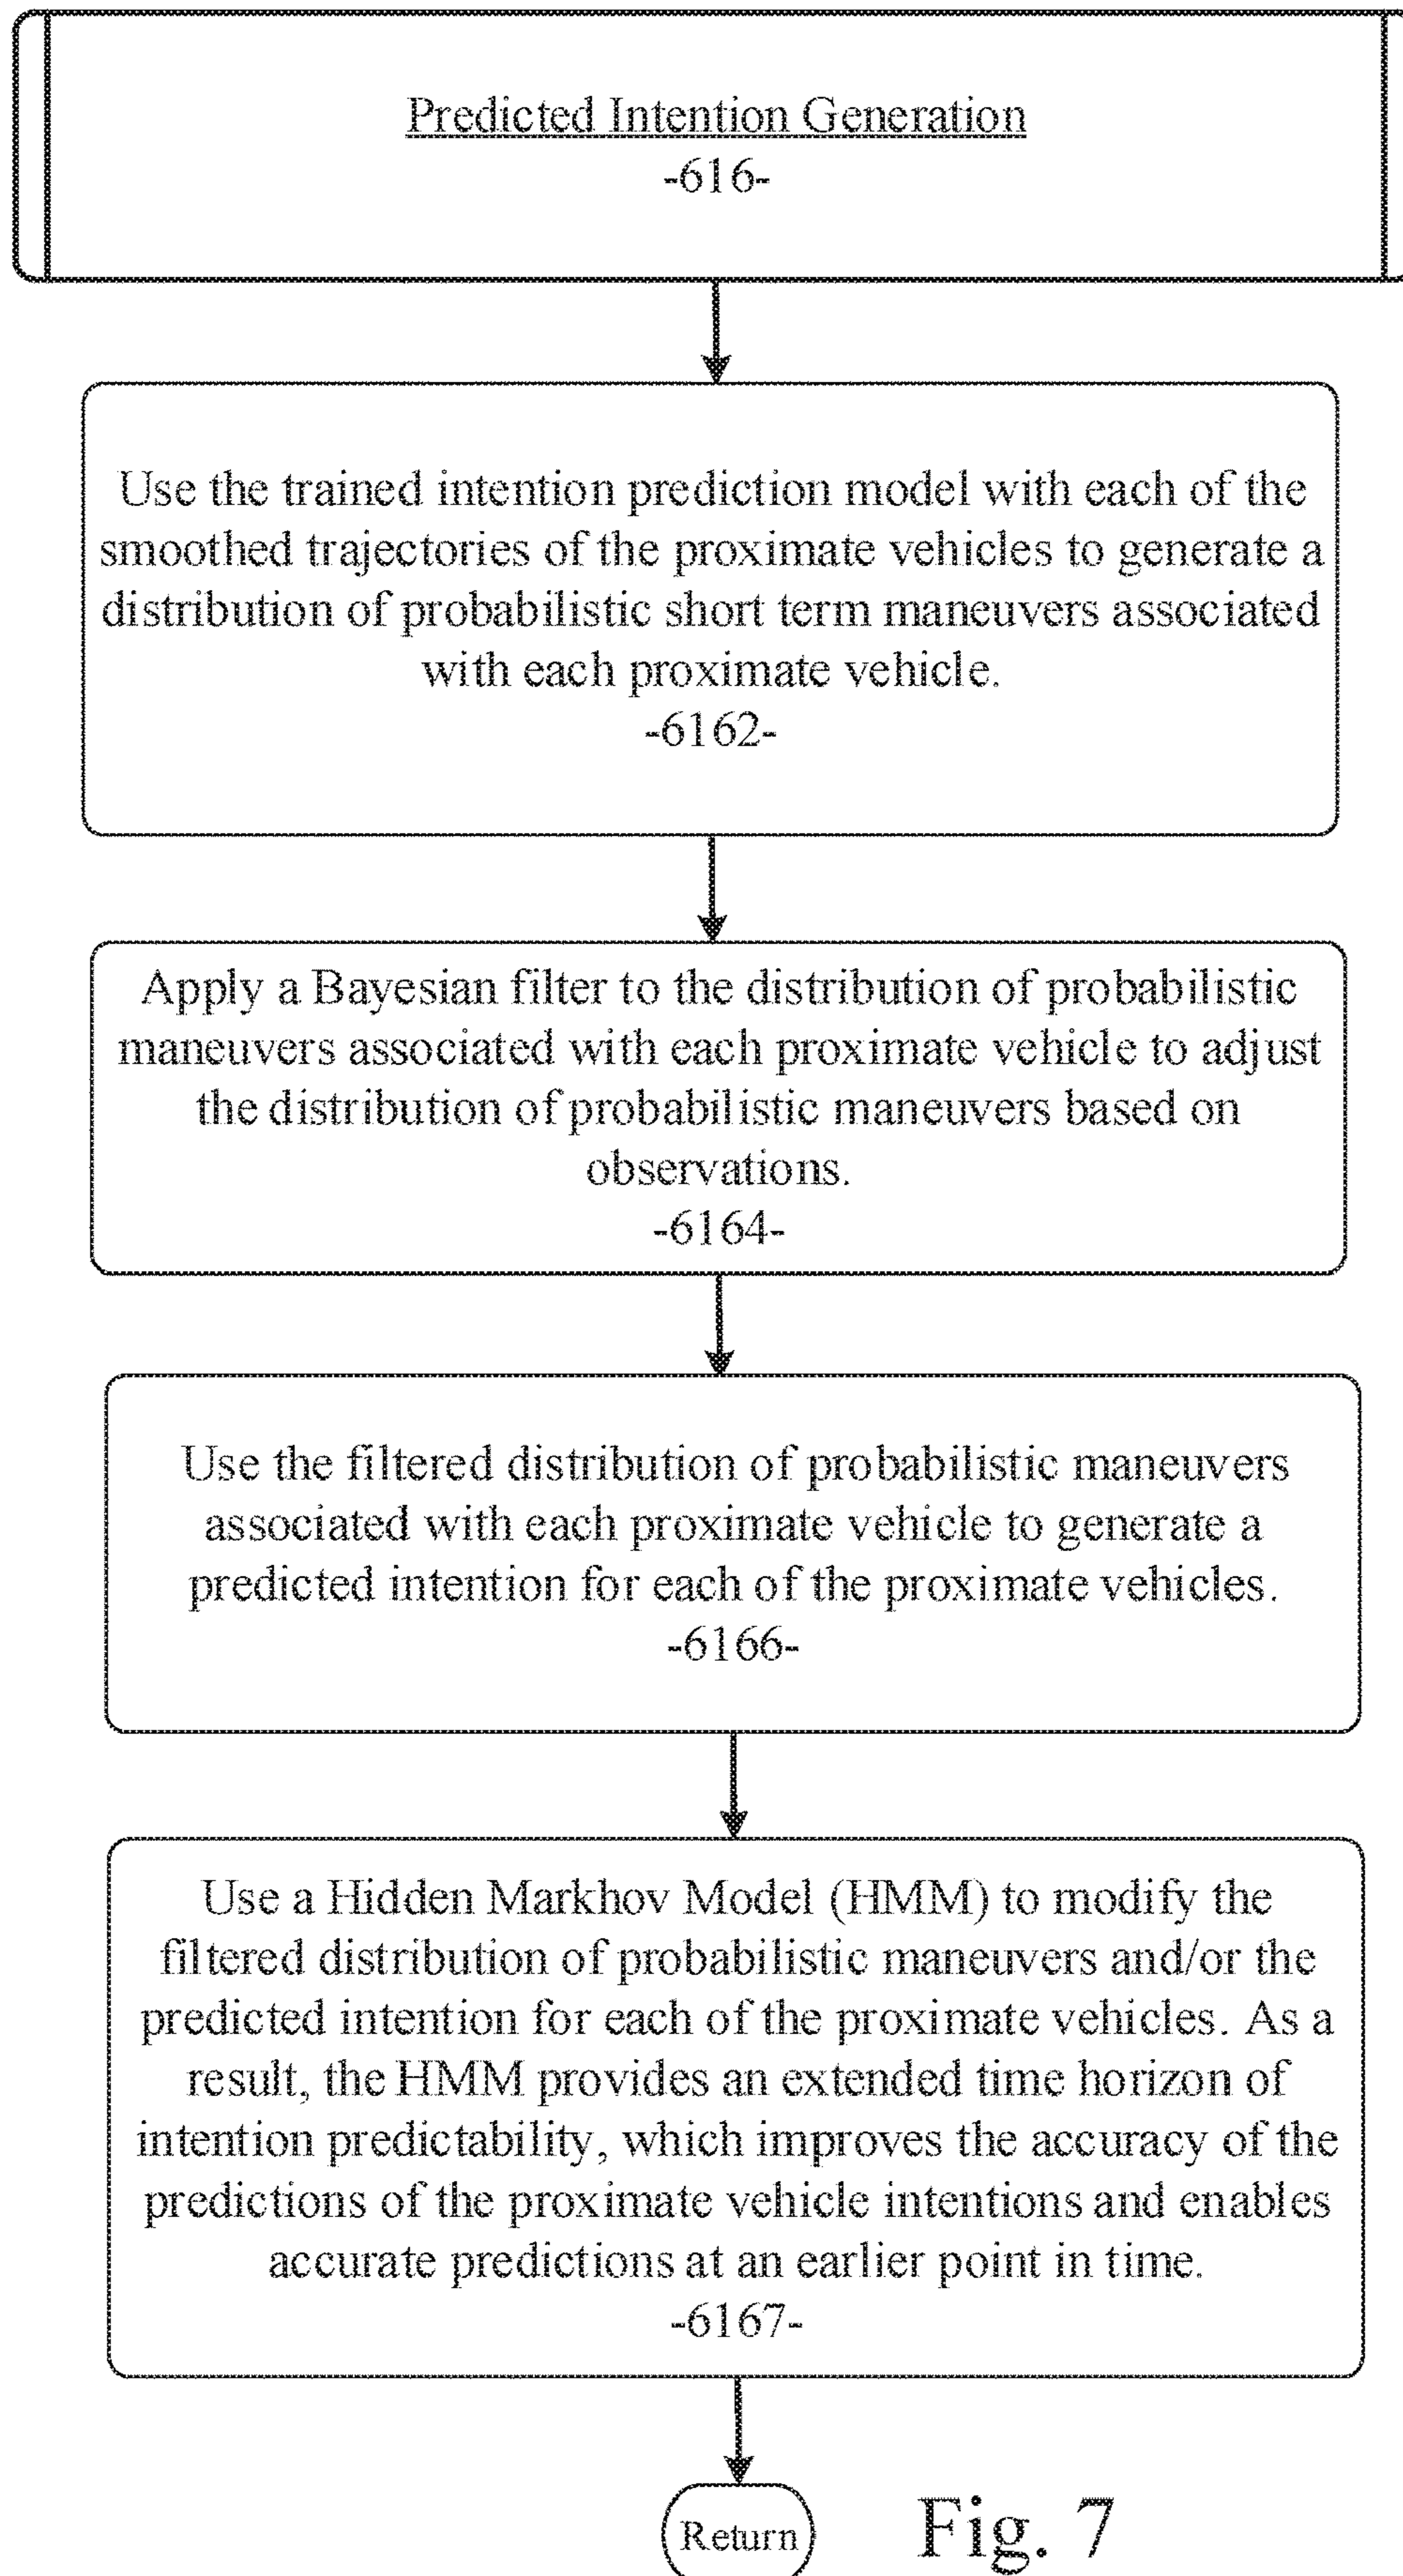 Predicted Intention Generation
-616-
Use the trained intention prediction model with each of the
smoothed trajectories of the proximate vehicles to generate a
distribution of probabilistic short term maneuvers associated
with each proximate vehicle.
-6162-
Apply a Bayesian filter to the distribution of probabilistic
maneuvers associated with each proximate vehicle to adjust
the distribution of probabilistic maneuvers based on
observations.
-6164-
Use the filtered distribution of probabilistic maneuvers
associated with each proximate vehicle to generate a
predicted intention for each of the proximate vehicles.
-6166-
Use a Hidden Markhov Model (HMM) to modify the
filtered distribution of probabilistic maneuvers and/or the
predicted intention for each of the proximate vehicles. As a
result, the HMM provides an extended time horizon of
intention predictability, which improves the accuracy of the
predictions of the proximate vehicle intentions and enables
accurate predictions at an earlier point in time.
-6167-
Return
Fig. 7